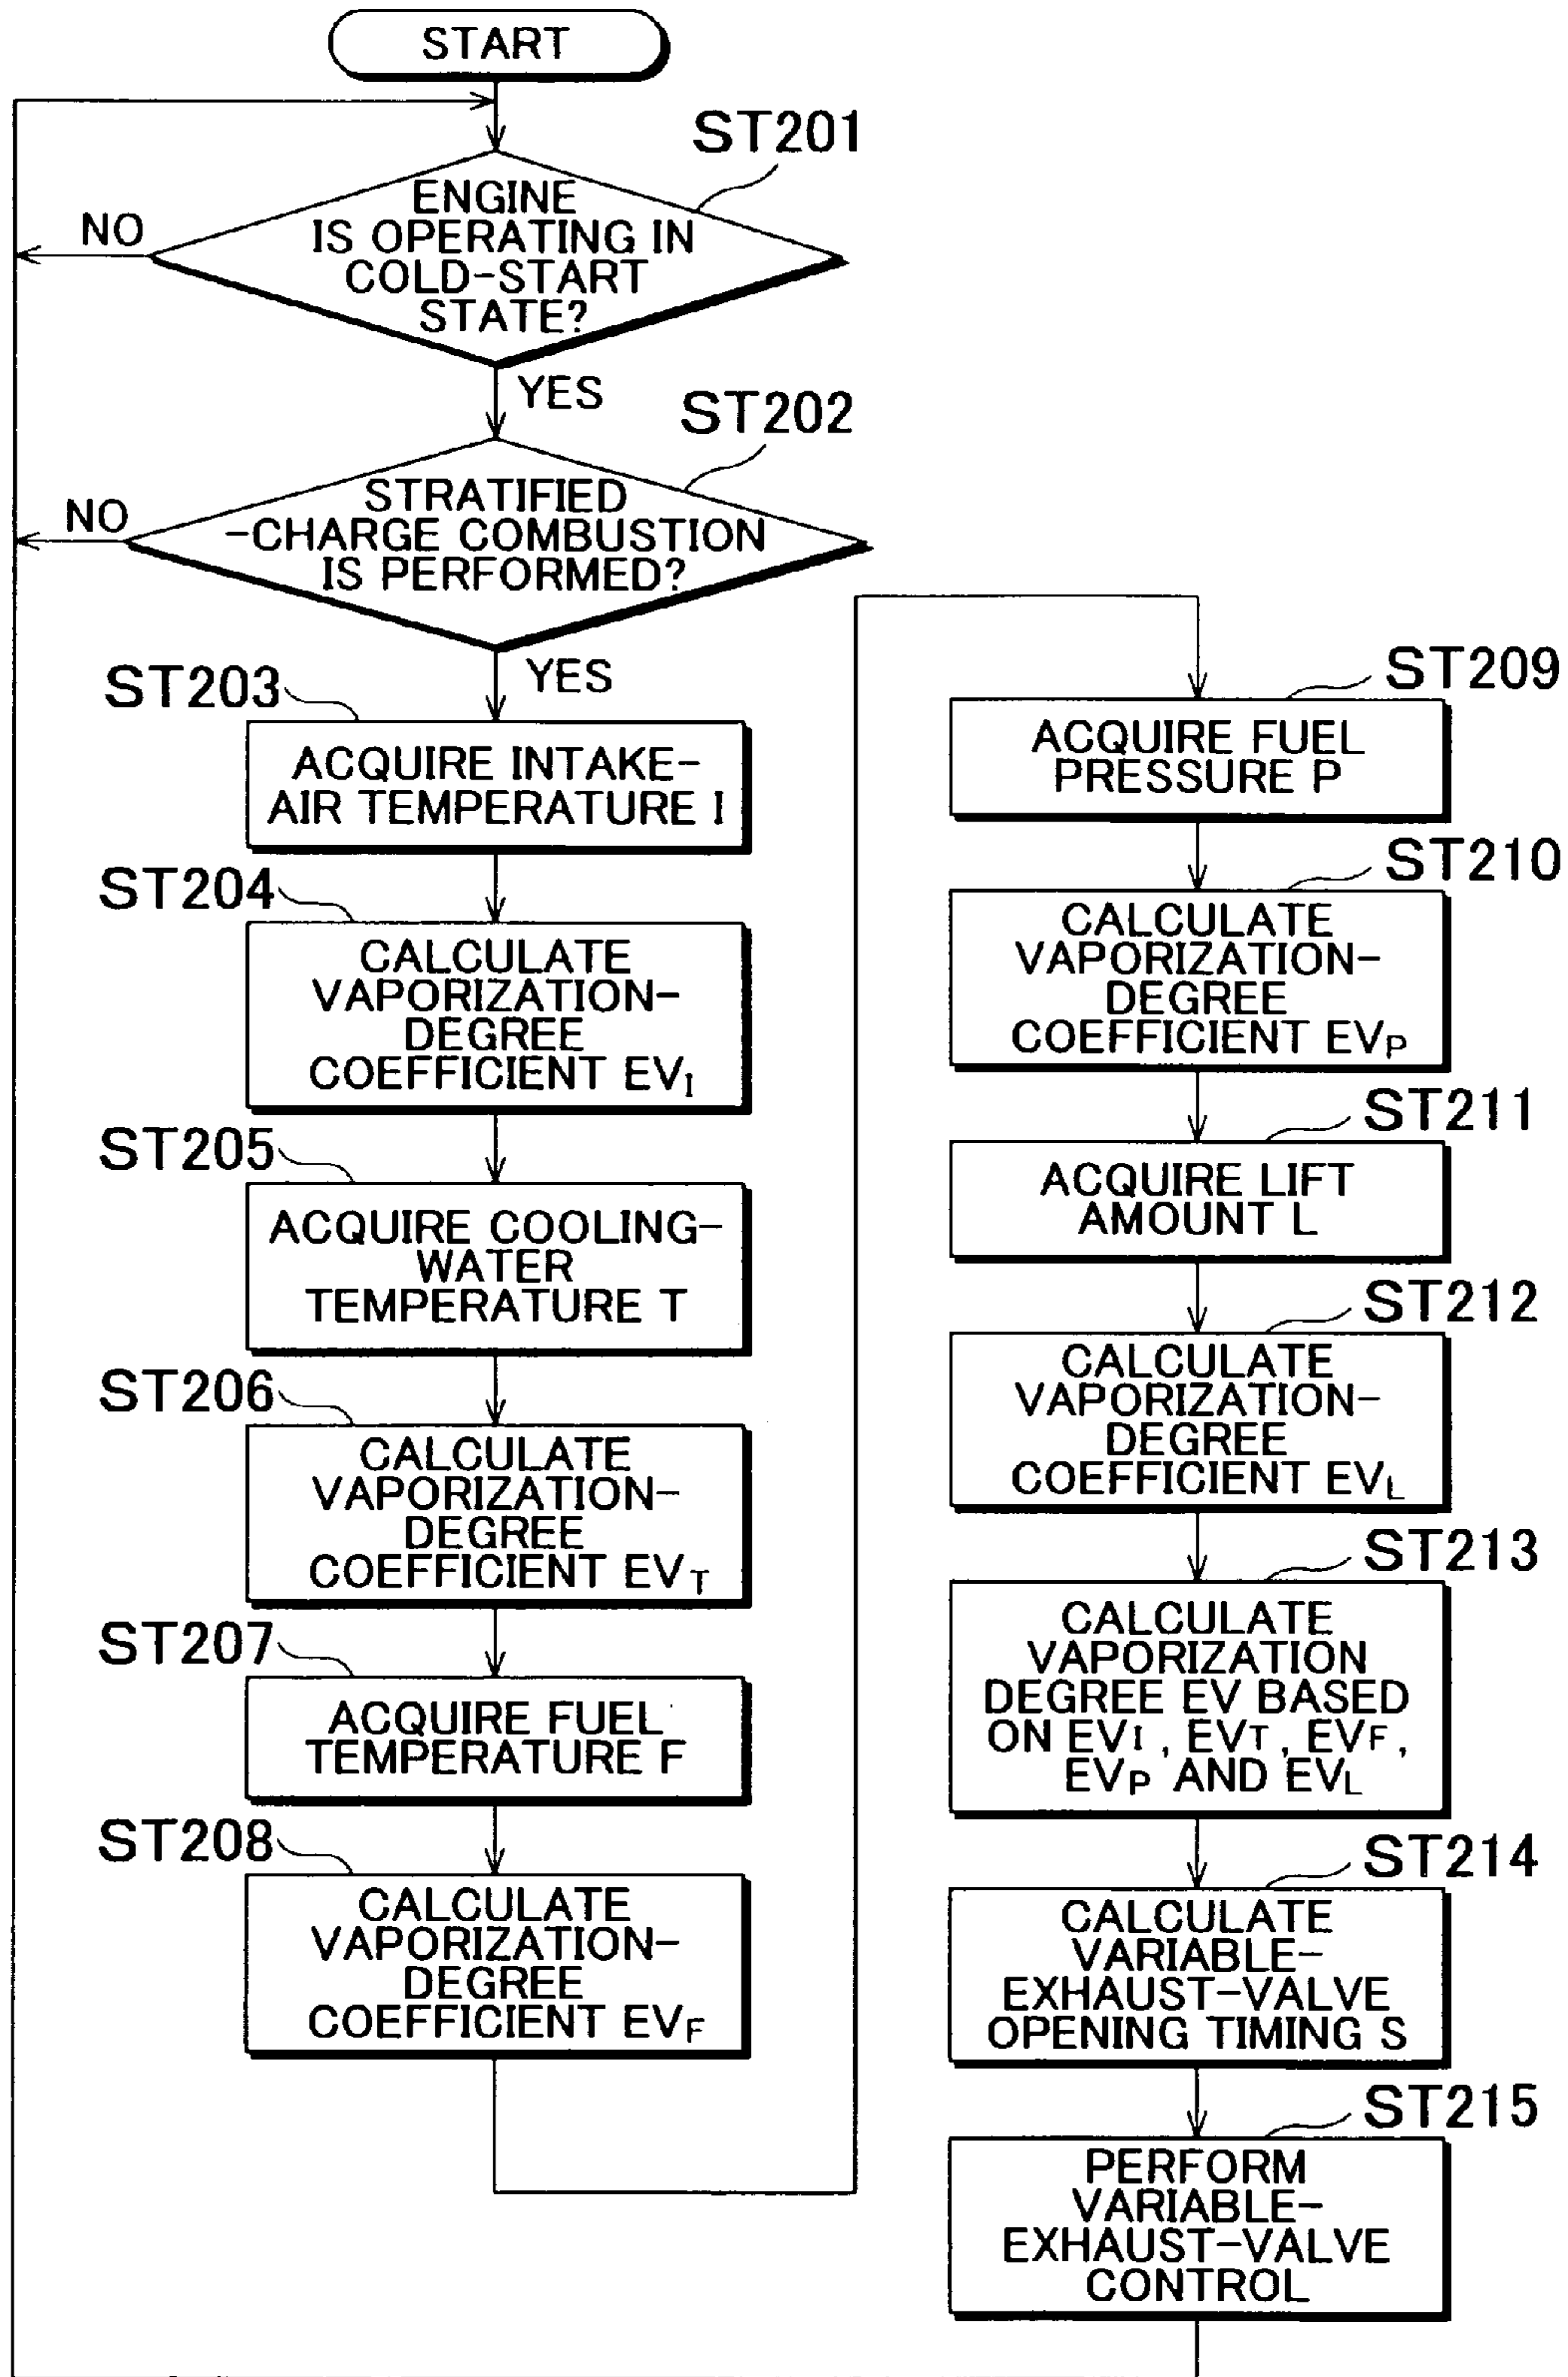 START
ST201
ENGINE
IS OPERATING IN
COLD-START
STATE?
NO
YES
ST202
STRATIFIED
-CHARGE COMBUSTION
IS PERFORMED?
NO
YES
ST203
ACQUIRE INTAKE-
AIR TEMPERATURE I
ST204
CALCULATE
VAPORIZATION-
DEGREE
COEFFICIENT EVI
ST205
ACQUIRE COOLING-
WATER
TEMPERATURE T
ST206
CALCULATE
VAPORIZATION-
DEGREE
COEFFICIENT EVT
ST207
ACQUIRE FUEL
TEMPERATURE F
ST208
CALCULATE
VAPORIZATION-
DEGREE
COEFFICIENT EVF
ST209
ACQUIRE FUEL
PRESSURE P
ST210
CALCULATE
VAPORIZATION-
DEGREE
COEFFICIENT EVP
ST211
ACQUIRE LIFT
AMOUNT L
ST212
CALCULATE
VAPORIZATION-
DEGREE
COEFFICIENT EVL
ST213
CALCULATE
VAPORIZATION
DEGREE EV BASED
ON EVI, EVT, EVF,
EVP AND EVL
ST214
CALCULATE
VARIABLE-
EXHAUST-VALVE
OPENING TIMING S
ST215
PERFORM
VARIABLE-
EXHAUST-VALVE
CONTROL